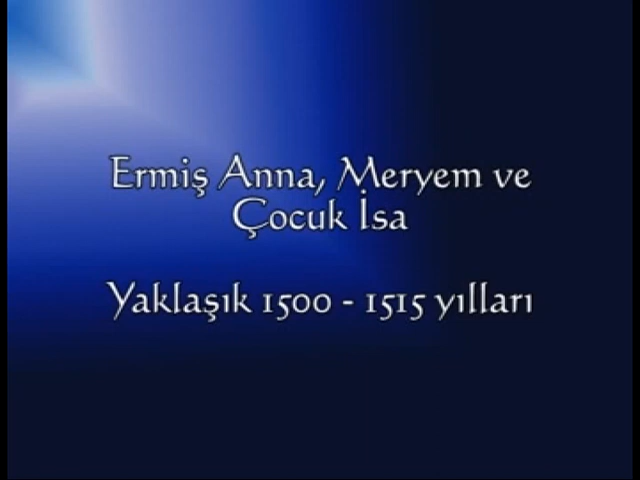 Ermiş Anna, Meryem ve
Çocuk İsa
Yaklaşık 1500 - 1515 yılları